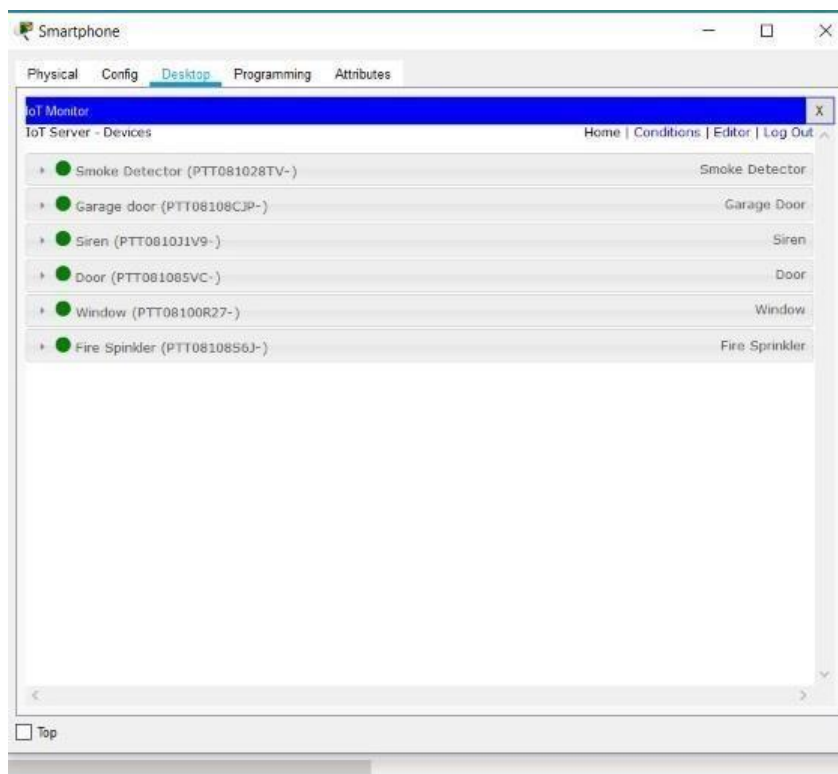 Smartphone
Physical Config Desktop Programming Attributes
IoT Monitor X
IoT Server - Devices Home | Conditions | Editor | Log Out
Smoke Detector (PTT081028TV-) Smoke Detector
Garage door (PTT08108CJP-) Garage Door
Siren (PTT0810J1V9-) Siren
Door (PTT081085VC-) Door
Window (PTT08100R27-) Window
Fire Spinkler (PTT0810856J-) Fire Sprinkler
Top